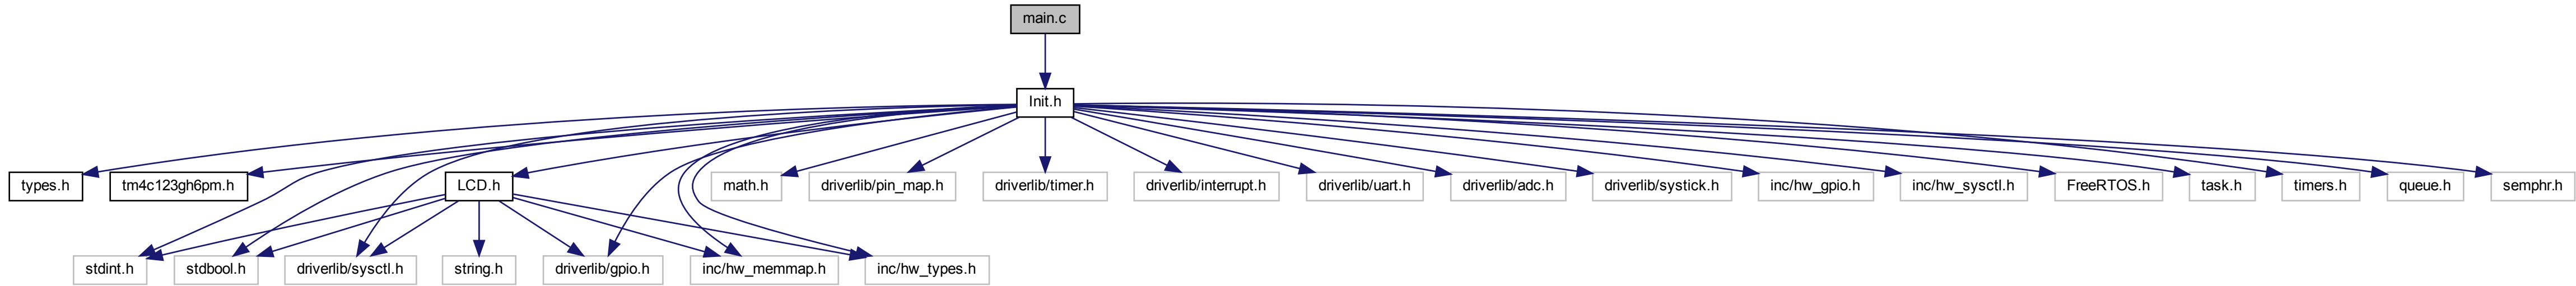 main.c
Init.h
types.h
tm4c123gh6pm.h
LCD.h
math.h
driverlib/pin_map.h
driverlib/timer.h
driverlib/interrupt.h
driverlib/uart.h
driverlib/adc.h
driverlib/systick.h
inc/hw_gpio.h
inc/hw_sysctl.h
FreeRTOS.h
task.h
timers.h
queue.h
semphr.h
stdint.h
stdbool.h
driverlib/sysctl.h
string.h
driverlib/gpio.h
inc/hw_memmap.h
inc/hw_types.h